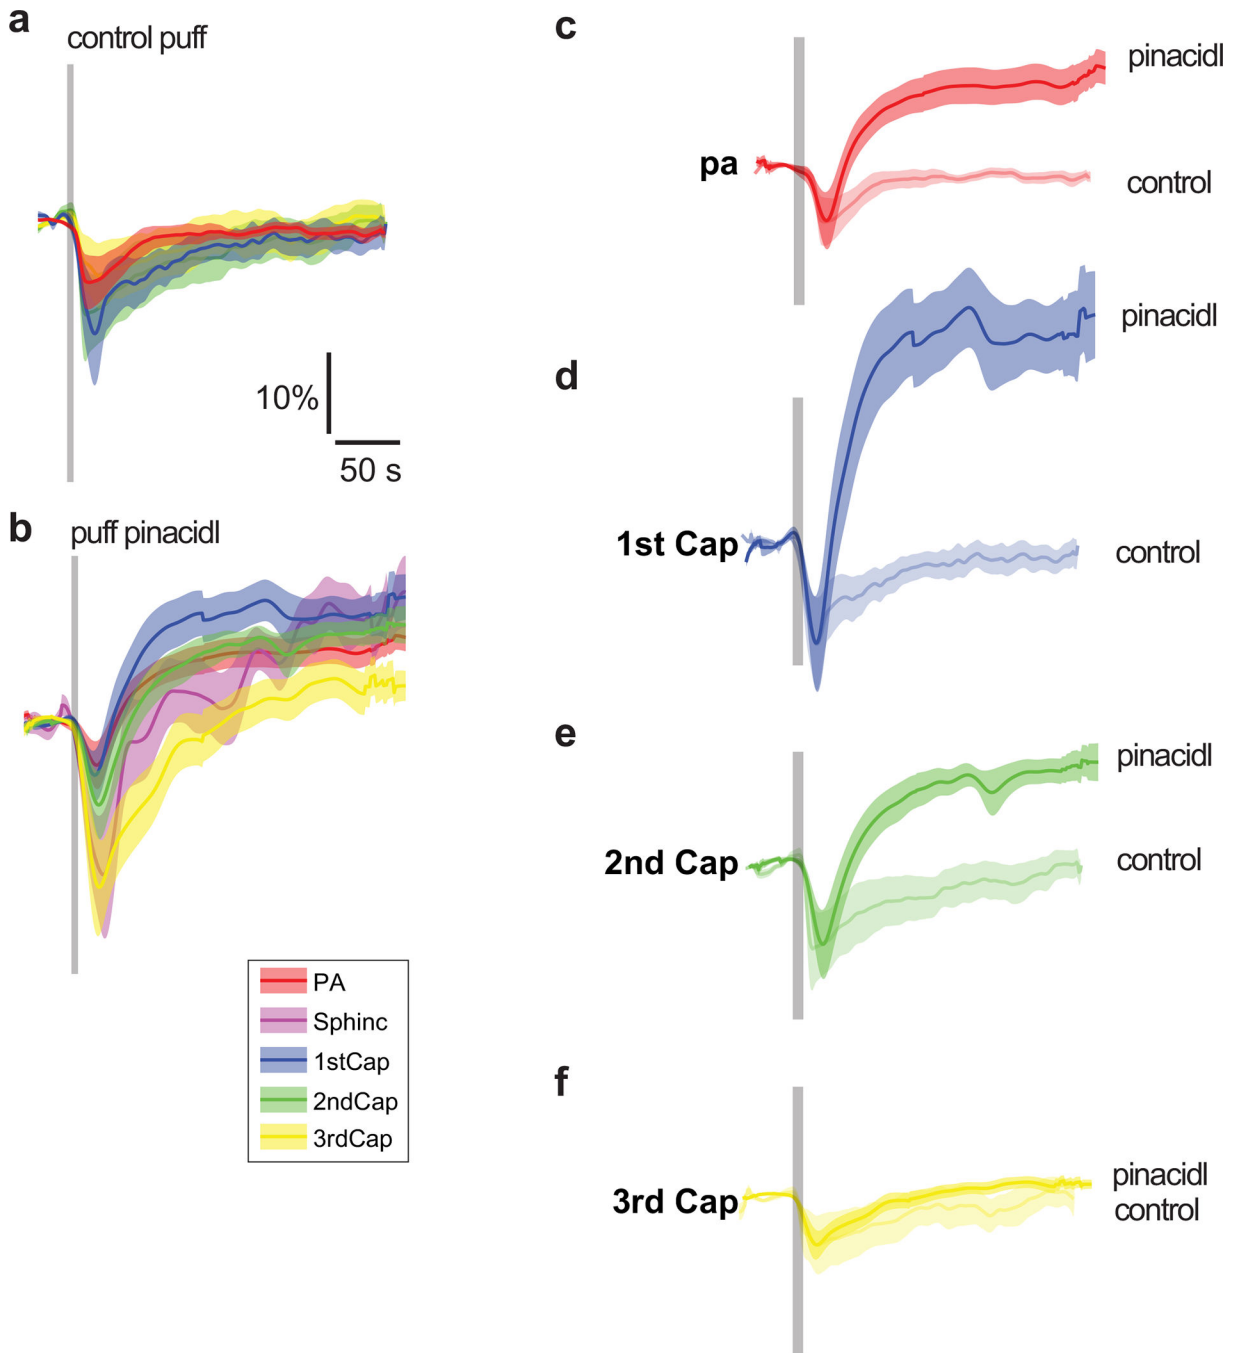 a
control puff
10%
50 s
b
puff pinacidl
PA
Sphinc
1stCap
2ndCap
3rdCap
c
pinacidl
pa
control
d
pinacidl
1st Cap
control
e
pinacidl
2nd Cap
control
f
3rd Cap
pinacidl
control